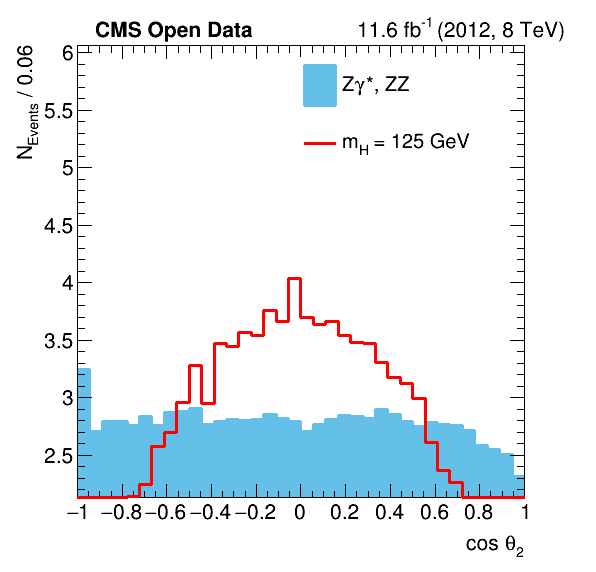 CMS Open Data 11.6 fb⁻¹ (2012, 8 TeV)
N_Events / 0.06
6
5.5
5
4.5
4
3.5
3
2.5
Zγ*, ZZ
m_H = 125 GeV
−1 −0.8 −0.6 −0.4 −0.2 0 0.2 0.4 0.6 0.8 1
cos θ₂